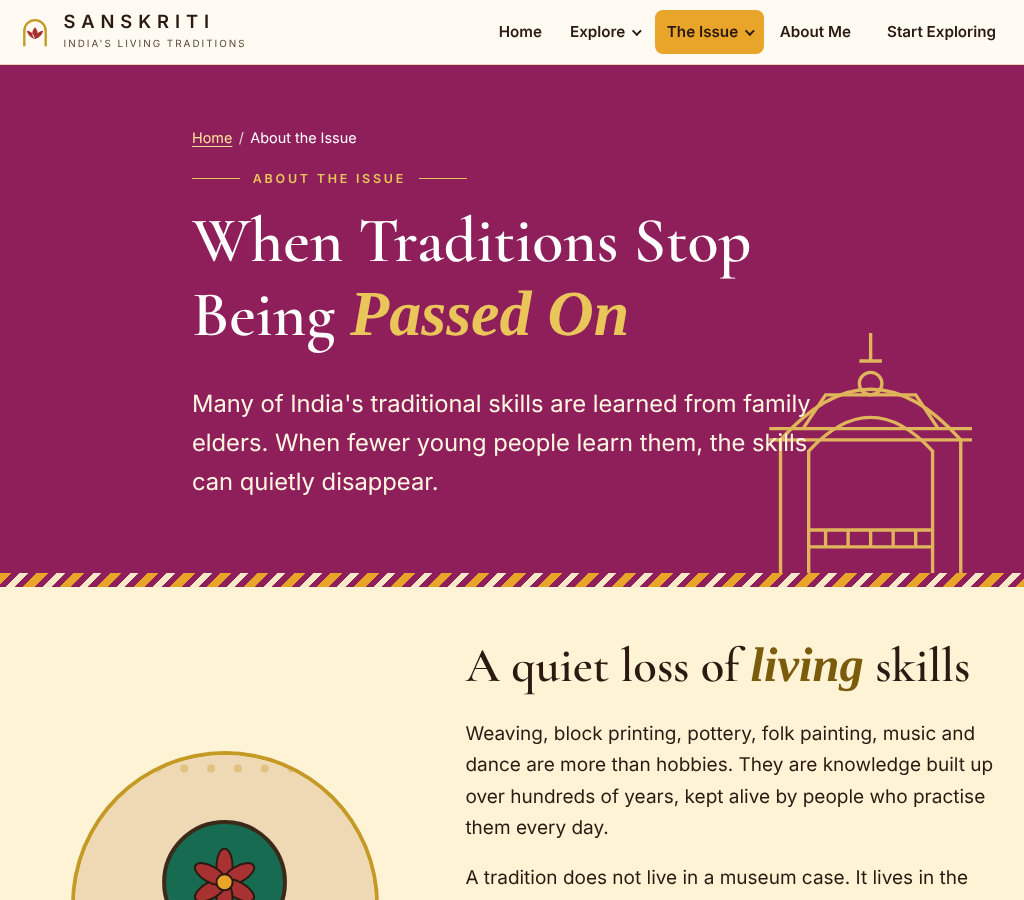 SANSKRITI
INDIA'S LIVING TRADITIONS
Home Explore The Issue About Me Start Exploring
Home / About the Issue
ABOUT THE ISSUE
When Traditions Stop
Being Passed On
Many of India's traditional skills are learned from family
elders. When fewer young people learn them, the skills
can quietly disappear.
A quiet loss of living skills
Weaving, block printing, pottery, folk painting, music and
dance are more than hobbies. They are knowledge built up
over hundreds of years, kept alive by people who practise
them every day.
A tradition does not live in a museum case. It lives in the